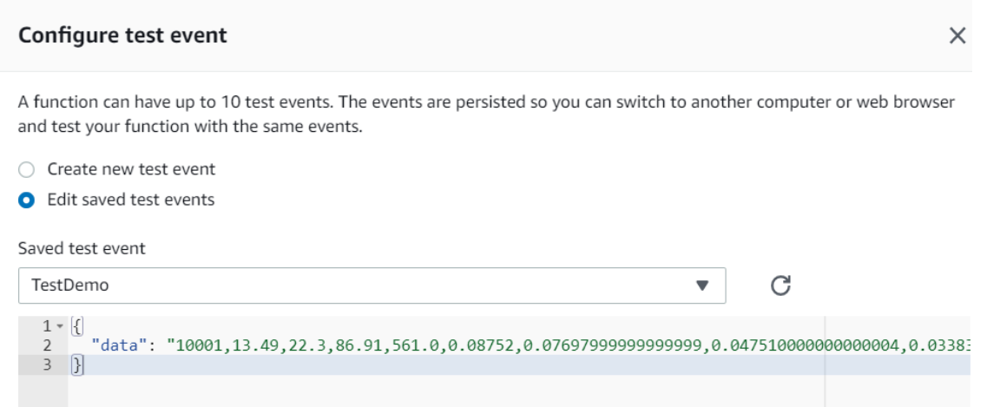 Configure test event
A function can have up to 10 test events. The events are persisted so you can switch to another computer or web browser
and test your function with the same events.
Create new test event
Edit saved test events
Saved test event
TestDemo
1 {
2 "data": "10001,13.49,22.3,86.91,561.0,0.08752,0.07697999999999999,0.047510000000000004,0.03383
3 }